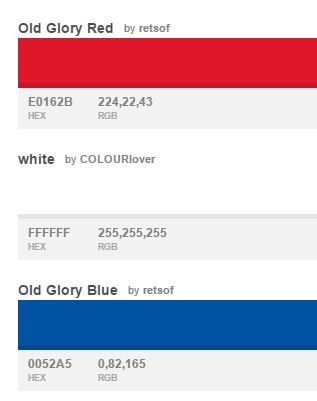 Old Glory Red by retsof
E0162B 224,22,43
HEX RGB
white by COLOURlover
FFFFFF 255,255,255
HEX RGB
Old Glory Blue by retsof
0052A5 0,82,165
HEX RGB